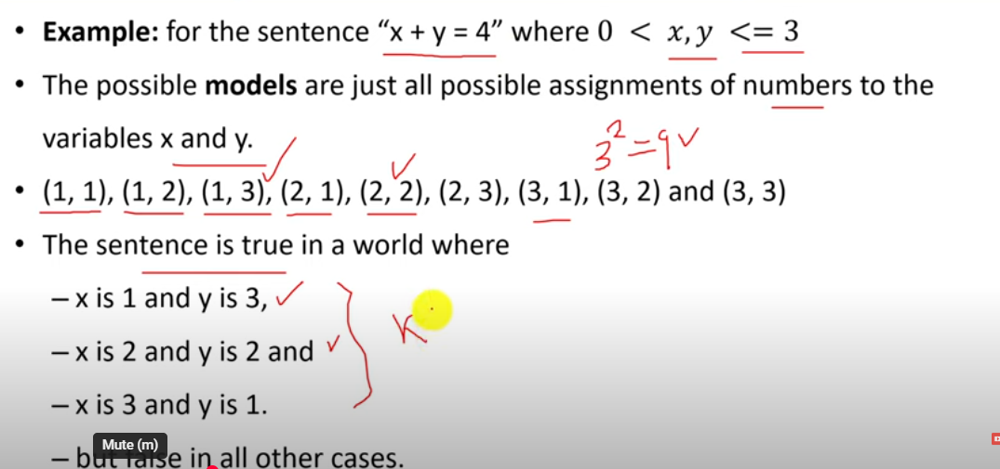 • Example: for the sentence “x + y = 4” where 0 < x, y <= 3
• The possible models are just all possible assignments of numbers to the
variables x and y.
3² = 9
• (1, 1), (1, 2), (1, 3), (2, 1), (2, 2), (2, 3), (3, 1), (3, 2) and (3, 3)
• The sentence is true in a world where
– x is 1 and y is 3,
– x is 2 and y is 2 and
K
– x is 3 and y is 1.
Mute (m)
– but false in all other cases.